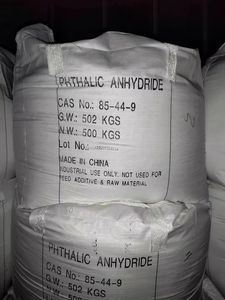 PHTHALIC ANHYDRIDE
CAS No.: 85-44-9
G.W.: 502 KGS
N.W.: 500 KGS
Lot No.:
MADE IN CHINA
INDUSTRIAL USE ONLY. NOT USED FOR
FEED ADDITIVE & RAW MATERIAL
PHTHALIC ANHYDRIDE
CAS No.: 85-44-9
G.W.: 502 KGS
N.W.: 500